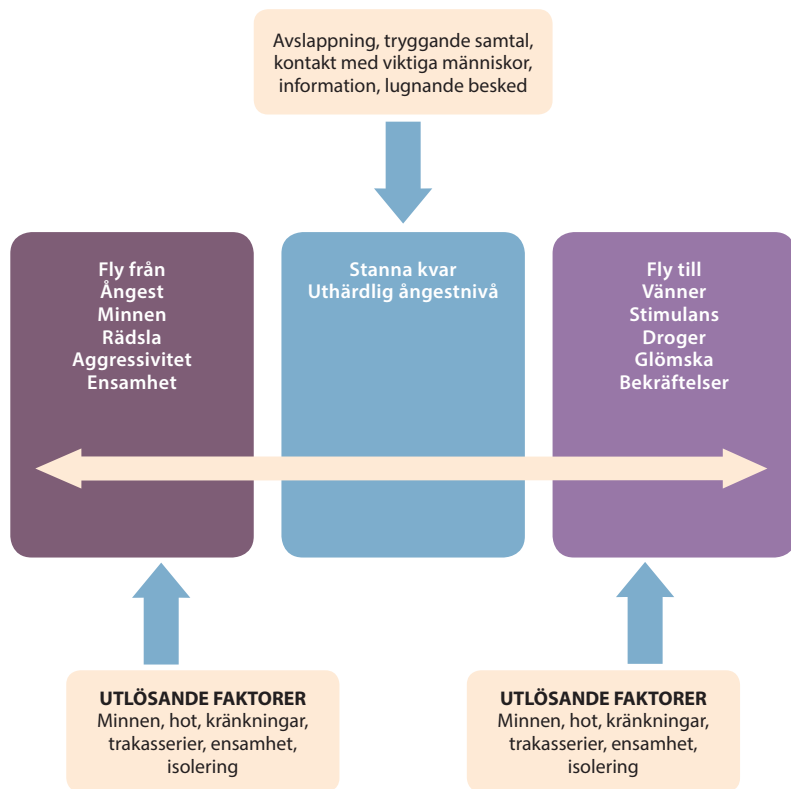 Avslappning, tryggande samtal,
kontakt med viktiga människor,
information, lugnande besked
Fly från
Ångest
Minnen
Rädsla
Aggressivitet
Ensamhet
Stanna kvar
Uthärdlig ångestnivå
Fly till
Vänner
Stimulans
Droger
Glömska
Bekräftelser
UTLÖSANDE FAKTORER
Minnen, hot, kränkningar,
trakasserier, ensamhet,
isolering
UTLÖSANDE FAKTORER
Minnen, hot, kränkningar,
trakasserier, ensamhet,
isolering